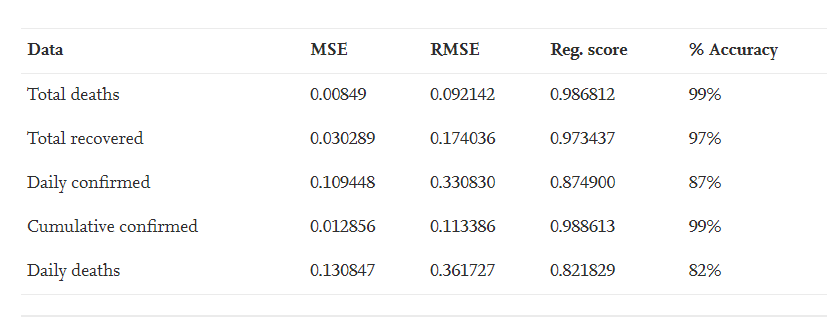 Data MSE RMSE Reg. score % Accuracy
Total deaths 0.00849 0.092142 0.986812 99%
Total recovered 0.030289 0.174036 0.973437 97%
Daily confirmed 0.109448 0.330830 0.874900 87%
Cumulative confirmed 0.012856 0.113386 0.988613 99%
Daily deaths 0.130847 0.361727 0.821829 82%